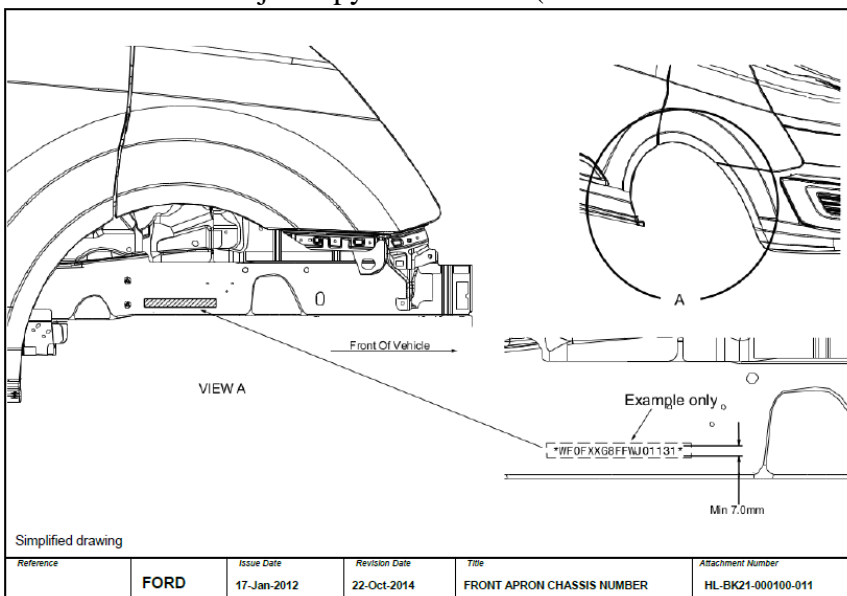 A
Front Of Vehicle
VIEW A
Example only
*WF0FXXG8FFWJ01131*
Min 7.0mm
Simplified drawing
Reference
FORD
Issue Date
17-Jan-2012
Revision Date
22-Oct-2014
Title
FRONT APRON CHASSIS NUMBER
Attachment Number
HL-BK21-000100-011